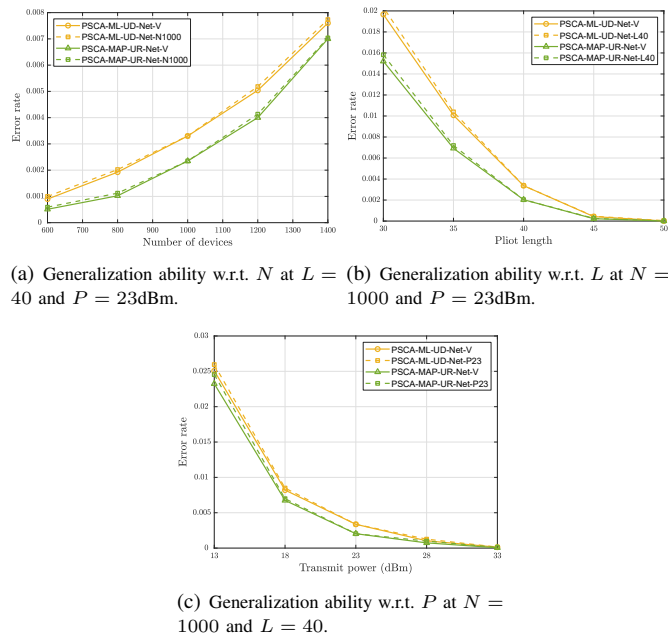 0.008
0.007
0.006
0.005
0.004
0.003
0.002
0.001
0
Error rate
PSCA-ML-UD-Net-V
PSCA-ML-UD-Net-N1000
PSCA-MAP-UR-Net-V
PSCA-MAP-UR-Net-N1000
600 700 800 900 1000 1100 1200 1300 1400
Number of devices
(a) Generalization ability w.r.t. N at L =
40 and P = 23dBm.
0.02
0.018
0.016
0.014
0.012
0.01
0.008
0.006
0.004
0.002
0
Error rate
PSCA-ML-UD-Net-V
PSCA-ML-UD-Net-L40
PSCA-MAP-UR-Net-V
PSCA-MAP-UR-Net-L40
30 35 40 45 50
Pliot length
(b) Generalization ability w.r.t. L at N =
1000 and P = 23dBm.
0.03
0.025
0.02
0.015
0.01
0.005
0
Error rate
PSCA-ML-UD-Net-V
PSCA-ML-UD-Net-P23
PSCA-MAP-UR-Net-V
PSCA-MAP-UR-Net-P23
13 18 23 28 33
Transmit power (dBm)
(c) Generalization ability w.r.t. P at N =
1000 and L = 40.